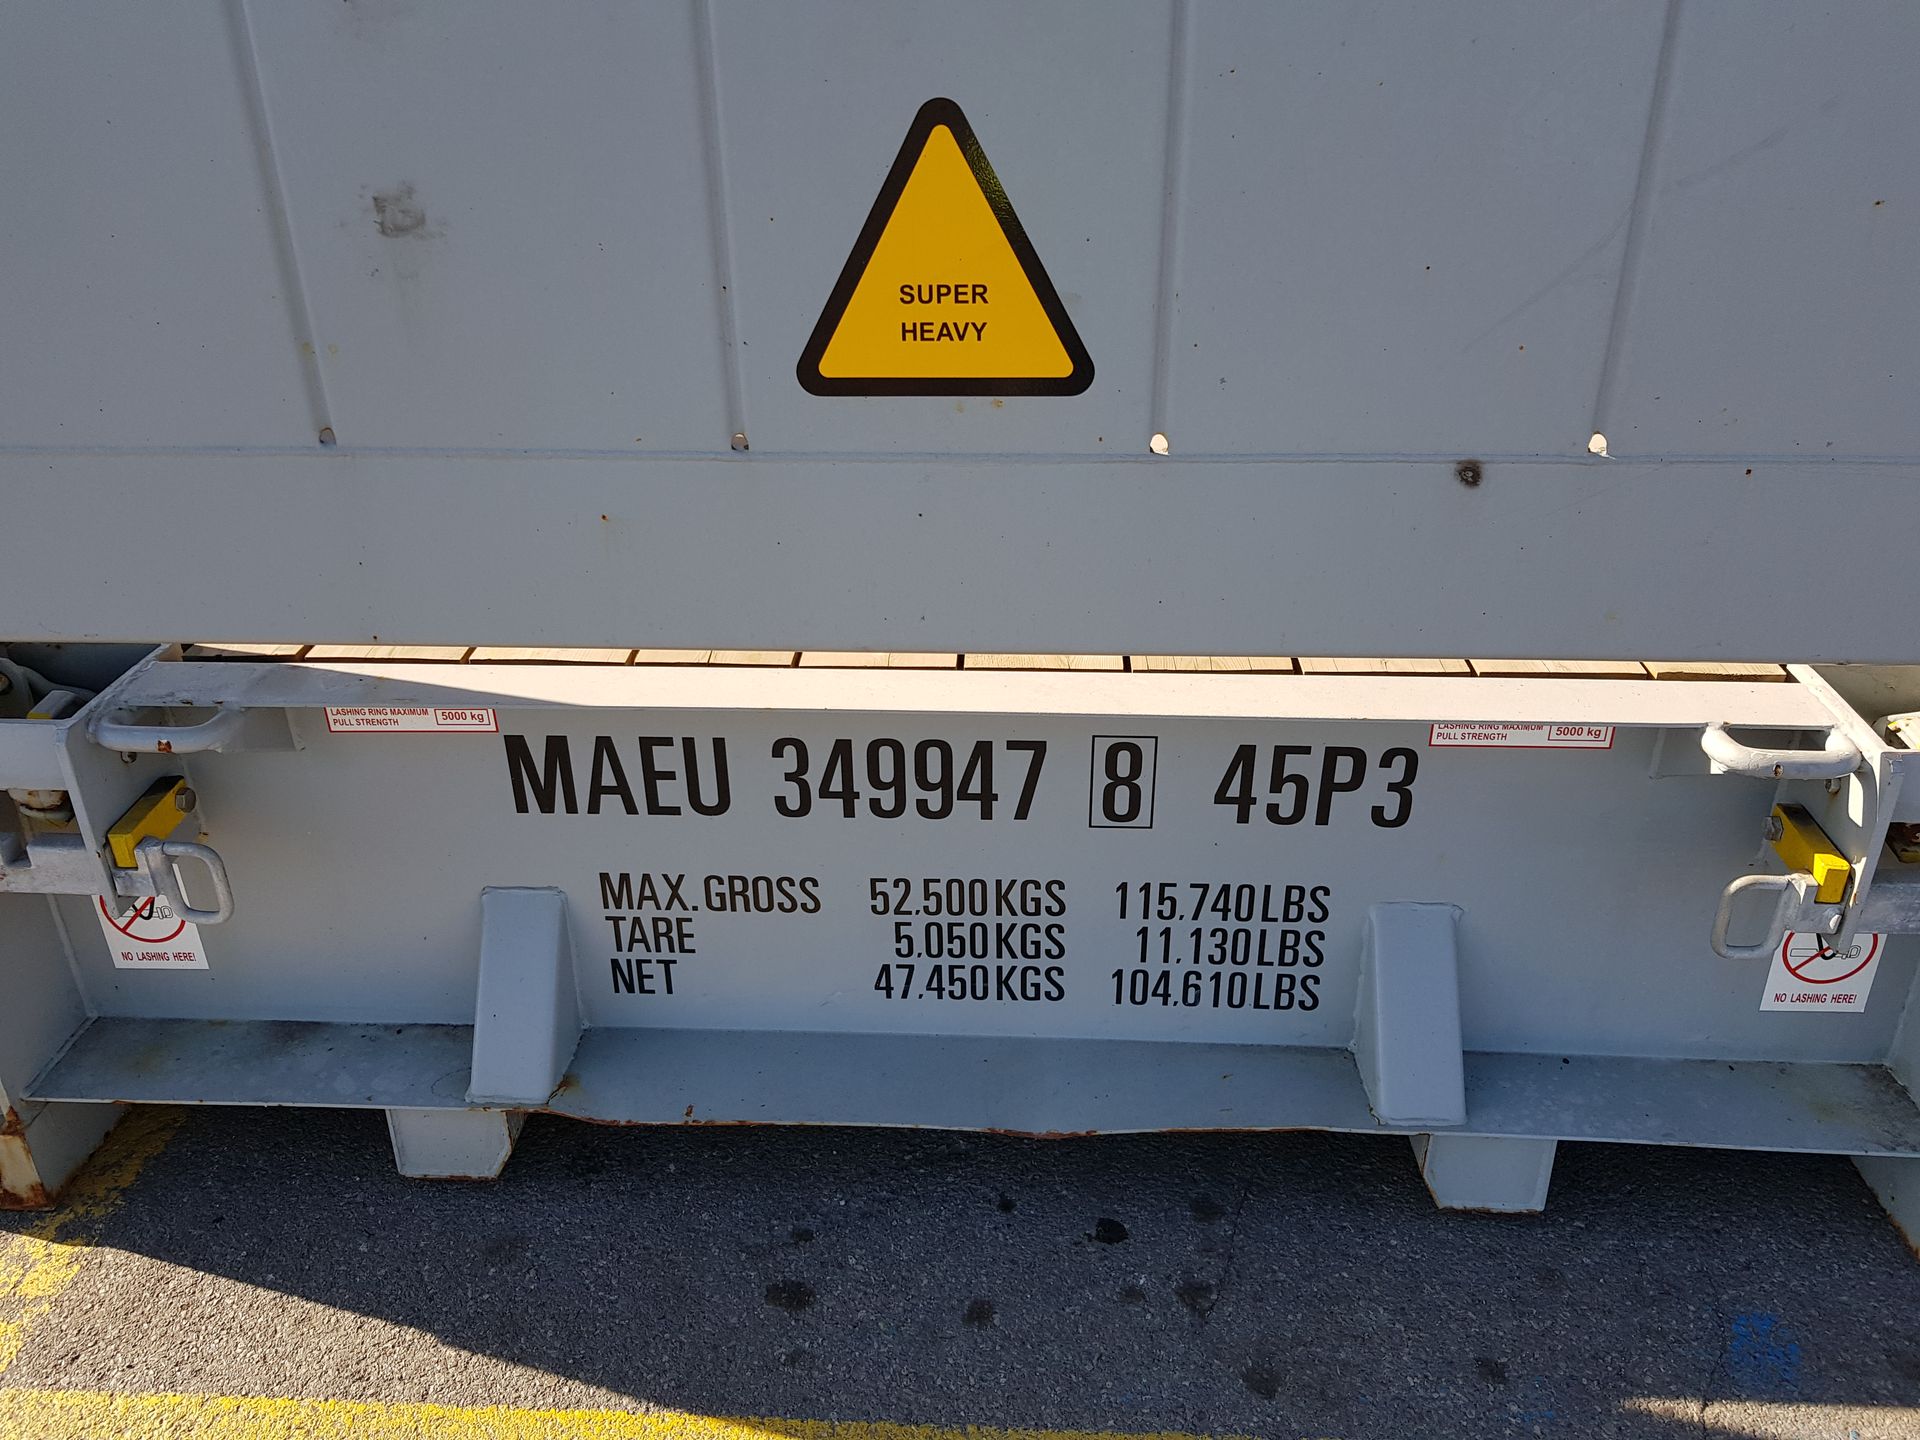 SUPER
HEAVY
LASHING RING MAXIMUM
PULL STRENGTH 5000 kg
LASHING RING MAXIMUM
PULL STRENGTH 5000 kg
MAEU 349947 8 45P3
MAX.GROSS 52,500KGS 115,740LBS
TARE 5,050KGS 11,130LBS
NET 47,450KGS 104,610LBS
NO LASHING HERE!
NO LASHING HERE!